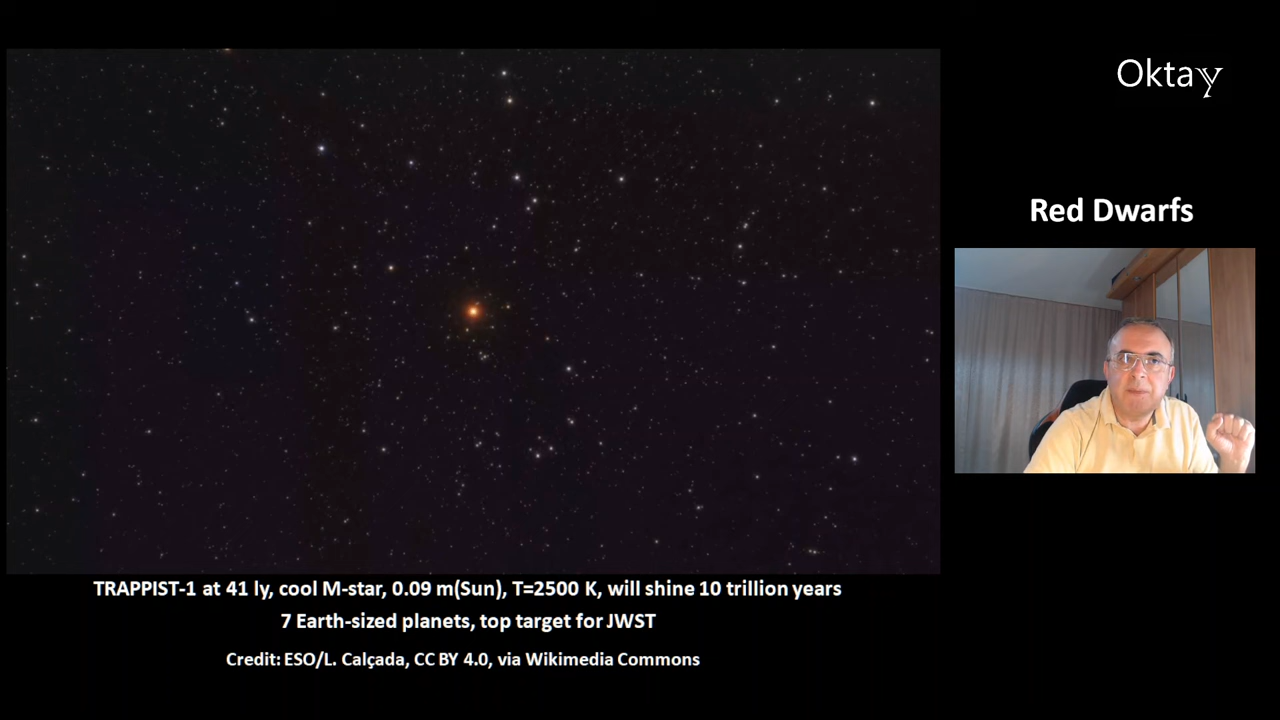 Oktay
Red Dwarfs
TRAPPIST-1 at 41 ly, cool M-star, 0.09 m(Sun), T=2500 K, will shine 10 trillion years
7 Earth-sized planets, top target for JWST
Credit: ESO/L. Calçada, CC BY 4.0, via Wikimedia Commons